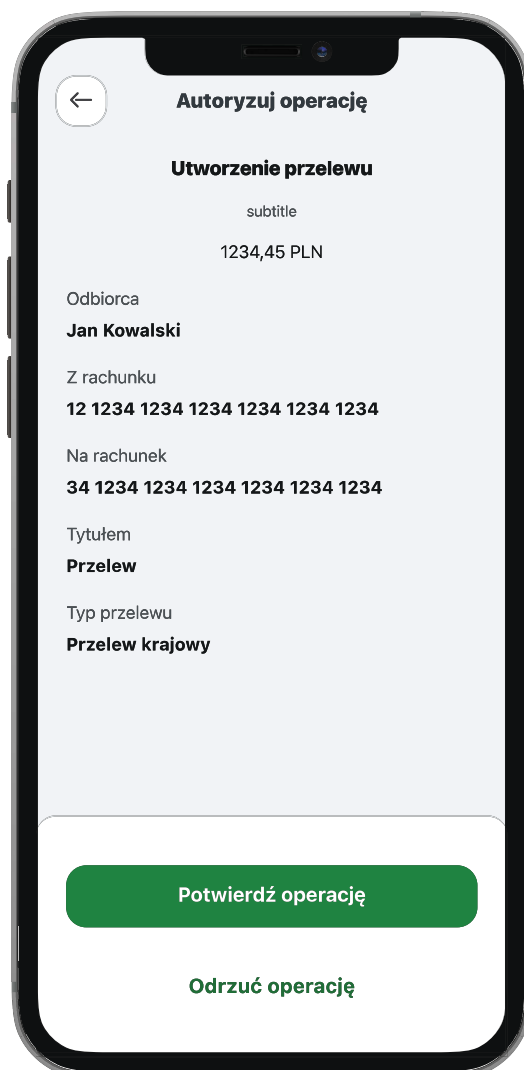 Autoryzuj operację
Utworzenie przelewu
subtitle
1234,45 PLN
Odbiorca
Jan Kowalski
Z rachunku
12 1234 1234 1234 1234 1234 1234
Na rachunek
34 1234 1234 1234 1234 1234 1234
Tytułem
Przelew
Typ przelewu
Przelew krajowy
Potwierdź operację
Odrzuć operację